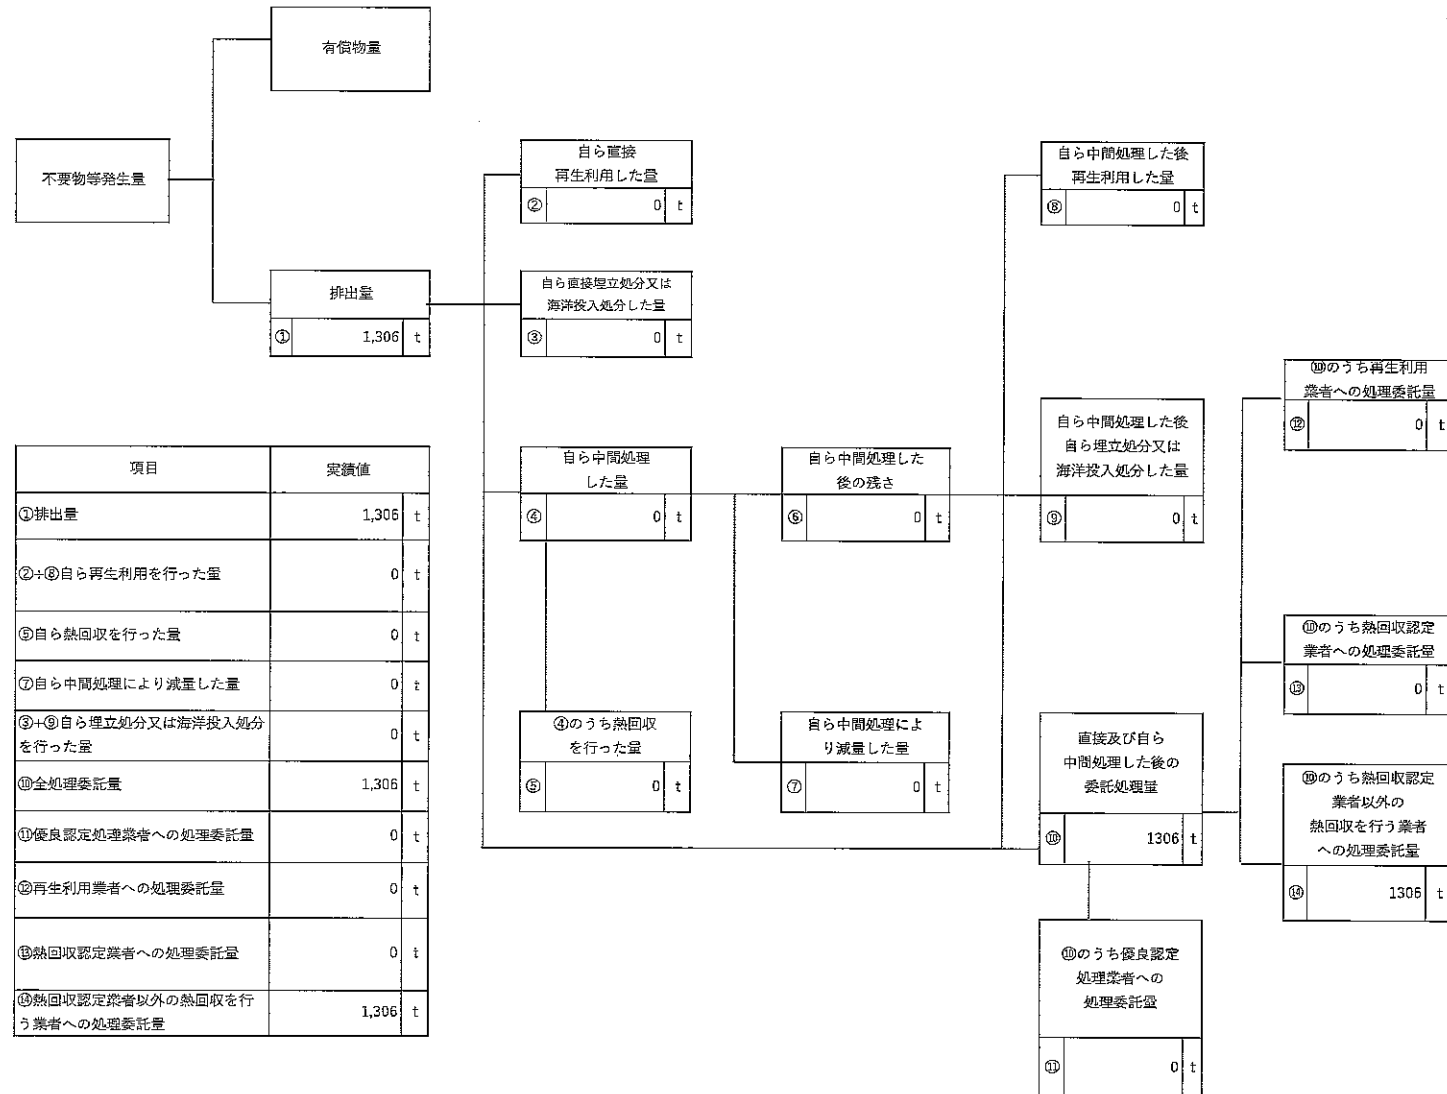 有償物量
不要物等発生量
排出量
① 1,306 t
自ら直接
再生利用した量
② 0 t
自ら直接埋立処分又は
海洋投入処分した量
③ 0 t
自ら中間処理
した量
④ 0 t
④のうち熱回収
を行った量
⑤ 0 t
自ら中間処理した
後の残さ
⑥ 0 t
自ら中間処理によ
り減量した量
⑦ 0 t
自ら中間処理した後
再生利用した量
⑧ 0 t
自ら中間処理した後
自ら埋立処分又は
海洋投入処分した量
⑨ 0 t
直接及び自ら
中間処理した後の
委託処理量
⑩ 1306 t
⑩のうち優良認定
処理業者への
処理委託量
⑪ 0 t
⑩のうち再生利用
業者への処理委託量
⑫ 0 t
⑩のうち熱回収認定
業者への処理委託量
⑬ 0 t
⑩のうち熱回収認定
業者以外の
熱回収を行う業者
への処理委託量
⑭ 1306 t
項目 実績値
①排出量 1,306 t
②+⑧自ら再生利用を行った量 0 t
⑤自ら熱回収を行った量 0 t
⑦自ら中間処理により減量した量 0 t
③+⑨自ら埋立処分又は海洋投入処分
を行った量 0 t
⑩全処理委託量 1,306 t
⑪優良認定処理業者への処理委託量 0 t
⑫再生利用業者への処理委託量 0 t
⑬熱回収認定業者への処理委託量 0 t
⑭熱回収認定業者以外の熱回収を行
う業者への処理委託量 1,306 t